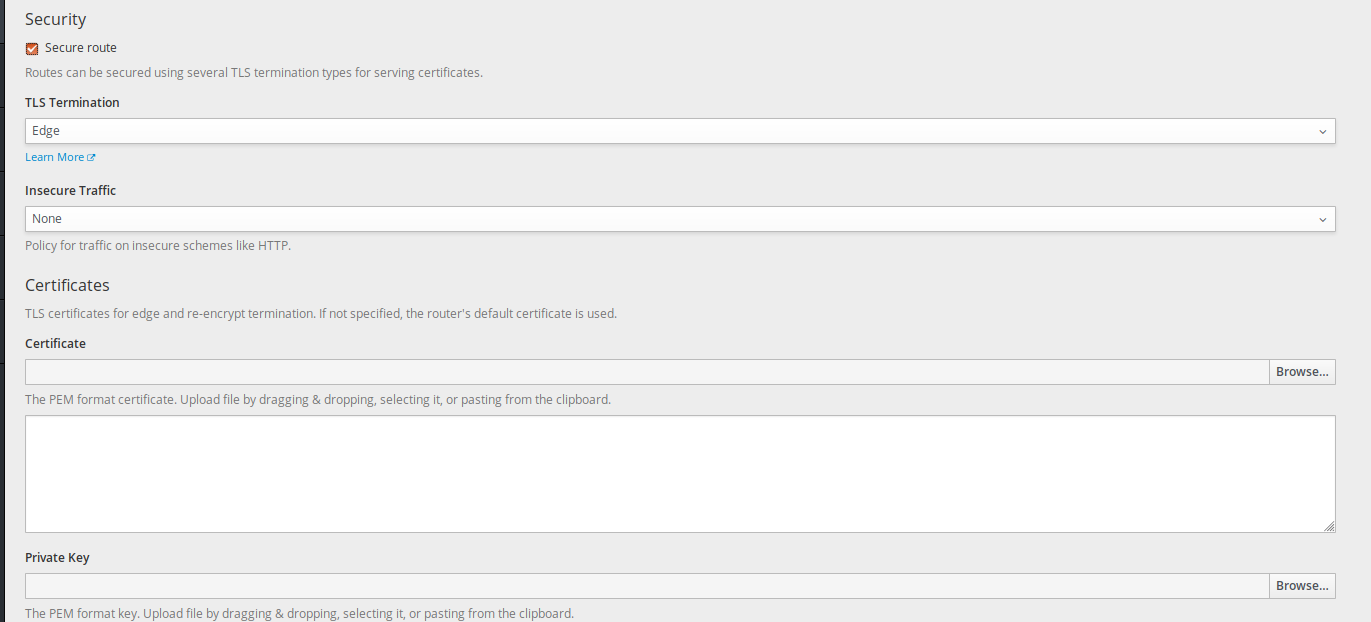 Security
Secure route
Routes can be secured using several TLS termination types for serving certificates.
TLS Termination
Edge
Learn More
Insecure Traffic
None
Policy for traffic on insecure schemes like HTTP.
Certificates
TLS certificates for edge and re-encrypt termination. If not specified, the router's default certificate is used.
Certificate
Browse...
The PEM format certificate. Upload file by dragging & dropping, selecting it, or pasting from the clipboard.
Private Key
Browse...
The PEM format key. Upload file by dragging & dropping, selecting it, or pasting from the clipboard.